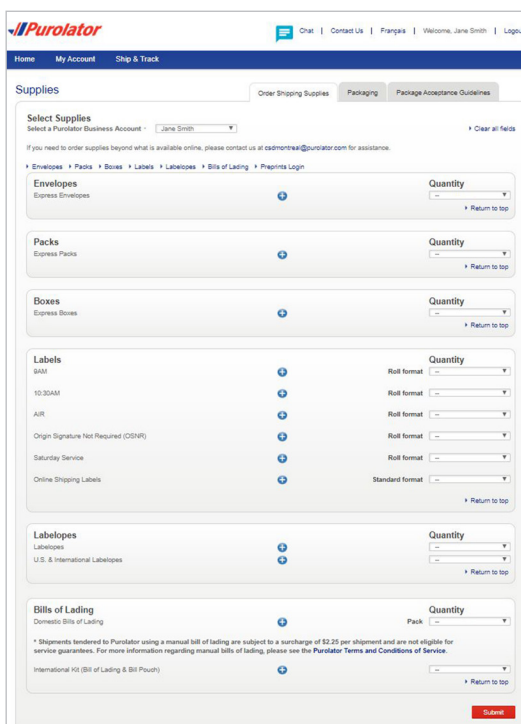 Purolator
Chat | Contact Us | Français | Welcome, Jane Smith | Logou
Home My Account Ship & Track
Supplies
Order Shipping Supplies Packaging Package Acceptance Guidelines
Select Supplies
Select a Purolator Business Account * Jane Smith
Clear all fields
If you need to order supplies beyond what is available online, please contact us at csdmontreal@purolator.com for assistance.
Envelopes Packs Boxes Labels Labelopes Bills of Lading Preprints Login
Envelopes Quantity
Express Envelopes --
Return to top
Packs Quantity
Express Packs --
Return to top
Boxes Quantity
Express Boxes --
Return to top
Labels Quantity
9AM Roll format --
10:30AM Roll format --
AIR Roll format --
Origin Signature Not Required (OSNR) Roll format --
Saturday Service Roll format --
Online Shipping Labels Standard format --
Return to top
Labelopes Quantity
Labelopes --
U.S. & International Labelopes --
Return to top
Bills of Lading Quantity
Domestic Bills of Lading Pack --
* Shipments tendered to Purolator using a manual bill of lading are subject to a surcharge of $2.25 per shipment and are not eligible for
service guarantees. For more information regarding manual bills of lading, please see the Purolator Terms and Conditions of Service.
International Kit (Bill of Lading & Bill Pouch) --
Return to top
Submit